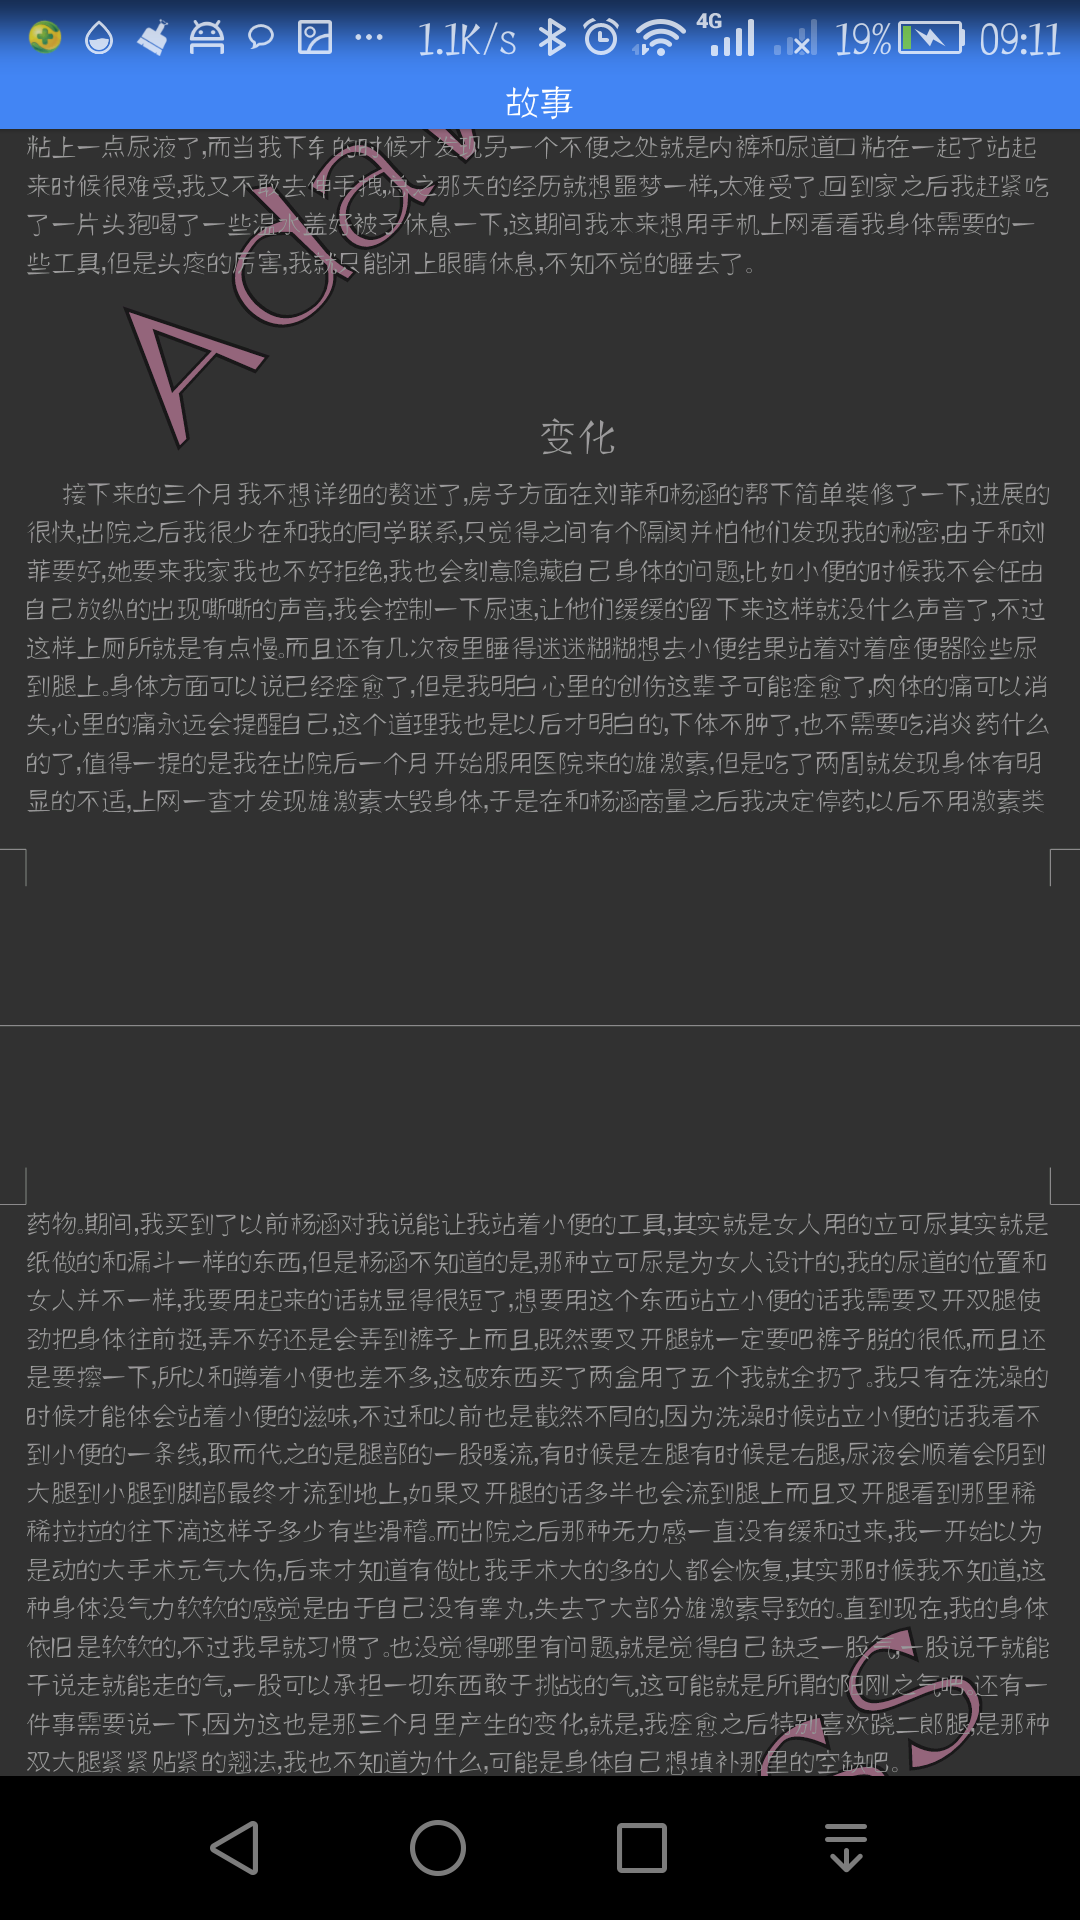 1.1K/s 4G 19% 09:11
故事
粘上一点尿液了,而当我下车的时候才发现另一个不便之处就是内裤和尿道口粘在一起了站起
来时候很难受,我又不敢去伸手拽,总之那天的经历就想噩梦一样,太难受了。回到家之后我赶紧吃
了一片头孢喝了一些温水盖好被子休息一下,这期间我本来想用手机上网看看我身体需要的一
些工具,但是头疼的厉害,我就只能闭上眼睛休息,不知不觉的睡去了。
Ada
变化
接下来的三个月我不想详细的赘述了,房子方面在刘菲和杨涵的帮下简单装修了一下,进展的
很快,出院之后我很少在和我的同学联系,只觉得之间有个隔阂并怕他们发现我的秘密,由于和刘
菲要好,她要来我家我也不好拒绝,我也会刻意隐藏自己身体的问题,比如小便的时候我不会任由
自己放纵的出现嘶嘶的声音,我会控制一下尿速,让他们缓缓的留下来这样就没什么声音了,不过
这样上厕所就是有点慢。而且还有几次夜里睡得迷迷糊糊想去小便结果站着对着座便器险些尿
到腿上。身体方面可以说已经痊愈了,但是我明白心里的创伤这辈子可能痊愈了,肉体的痛可以消
失,心里的痛永远会提醒自己,这个道理我也是以后才明白的,下体不肿了,也不需要吃消炎药什么
的了,值得一提的是我在出院后一个月开始服用医院来的雄激素,但是吃了两周就发现身体有明
显的不适,上网一查才发现雄激素太毁身体,于是在和杨涵商量之后我决定停药,以后不用激素类
药物。期间,我买到了以前杨涵对我说能让我站着小便的工具,其实就是女人用的立可尿其实就是
纸做的和漏斗一样的东西,但是杨涵不知道的是,那种立可尿是为女人设计的,我的尿道的位置和
女人并不一样,我要用起来的话就显得很短了,想要用这个东西站立小便的话我需要叉开双腿使
劲把身体往前挺,弄不好还是会弄到裤子上而且,既然要叉开腿就一定要吧裤子脱的很低,而且还
是要擦一下,所以和蹲着小便也差不多,这破东西买了两盒用了五个我就全扔了。我只有在洗澡的
时候才能体会站着小便的滋味,不过和以前也是截然不同的,因为洗澡时候站立小便的话我看不
到小便的一条线,取而代之的是腿部的一股暖流,有时候是左腿有时候是右腿,尿液会顺着会阴到
大腿到小腿到脚部最终才流到地上,如果叉开腿的话多半也会流到腿上而且叉开腿看到那里稀
稀拉拉的往下滴这样子多少有些滑稽。而出院之后那种无力感一直没有缓和过来,我一开始以为
是动的大手术元气大伤,后来才知道有做比我手术大的多的人都会恢复,其实那时候我不知道,这
种身体没气力软软的感觉是由于自己没有睾丸,失去了大部分雄激素导致的。直到现在,我的身体
依旧是软软的,不过我早就习惯了。也没觉得哪里有问题,就是觉得自己缺乏一股气,一股说干就能
干说走就能走的气,一股可以承担一切东西敢于挑战的气,这可能就是所谓的阳刚之气吧。还有一
件事需要说一下,因为这也是那三个月里产生的变化,就是,我痊愈之后特别喜欢跷二郎腿,是那种
双大腿紧紧贴紧的翘法,我也不知道为什么,可能是身体自己想填补那里的空缺吧。